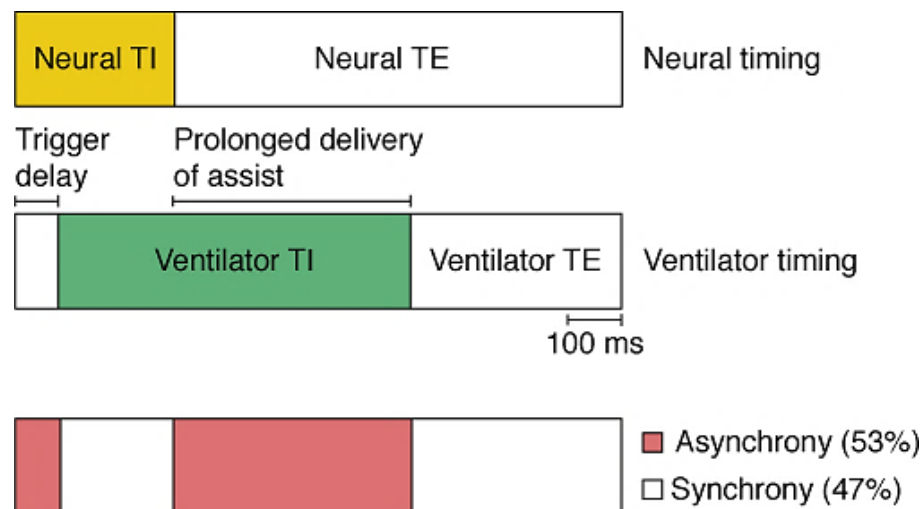 Neural TI
Neural TE
Neural timing
Trigger
delay
Prolonged delivery
of assist
Ventilator TI
Ventilator TE
Ventilator timing
100 ms
Asynchrony (53%)
Synchrony (47%)